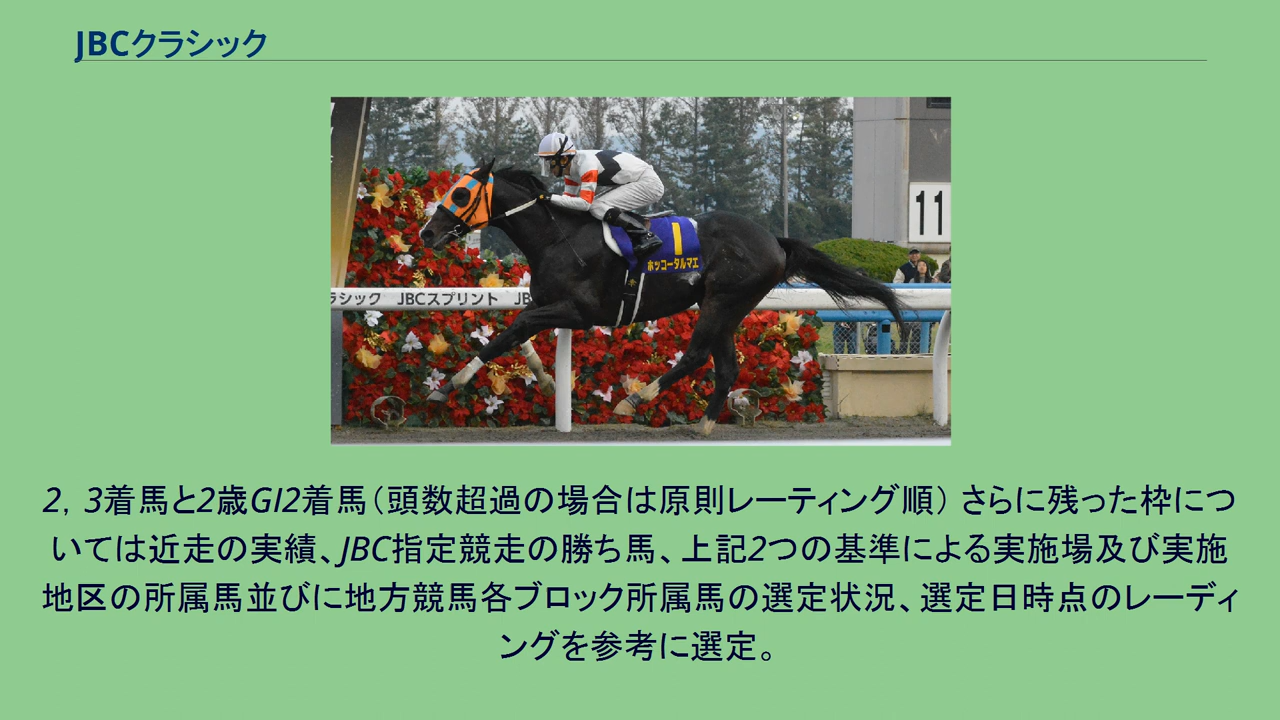 JBCクラシック
11
ホッコータルマエ
ラシック JBCスプリント JB
2，3着馬と2歳GI2着馬（頭数超過の場合は原則レーティング順） さらに残った枠につ
いては近走の実績、JBC指定競走の勝ち馬、上記2つの基準による実施場及び実施
地区の所属馬並びに地方競馬各ブロック所属馬の選定状況、選定日時点のレーディ
ングを参考に選定。